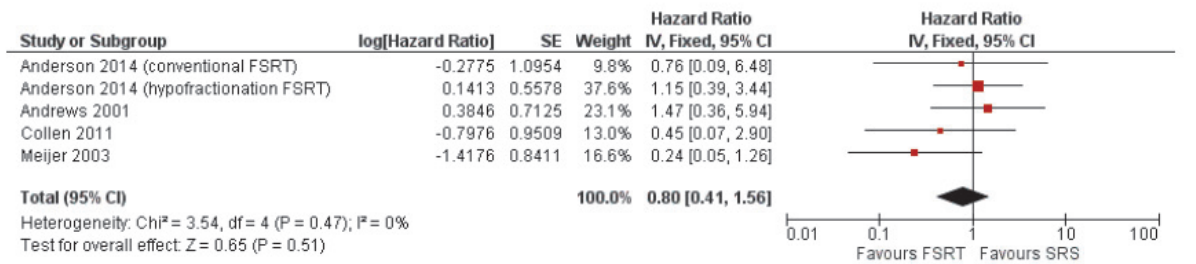 Hazard Ratio Hazard Ratio
Study or Subgroup log[Hazard Ratio] SE Weight IV, Fixed, 95% CI IV, Fixed, 95% CI
Anderson 2014 (conventional FSRT) -0.2775 1.0954 9.8% 0.76 [0.09, 6.48]
Anderson 2014 (hypofractionation FSRT) 0.1413 0.5578 37.6% 1.15 [0.39, 3.44]
Andrews 2001 0.3846 0.7125 23.1% 1.47 [0.36, 5.94]
Collen 2011 -0.7976 0.9509 13.0% 0.45 [0.07, 2.90]
Meijer 2003 -1.4176 0.8411 16.6% 0.24 [0.05, 1.26]
Total (95% CI) 100.0% 0.80 [0.41, 1.56]
Heterogeneity: Chi² = 3.54, df = 4 (P = 0.47); I² = 0%
Test for overall effect: Z = 0.65 (P = 0.51)
0.01 0.1 1 10 100
Favours FSRT Favours SRS